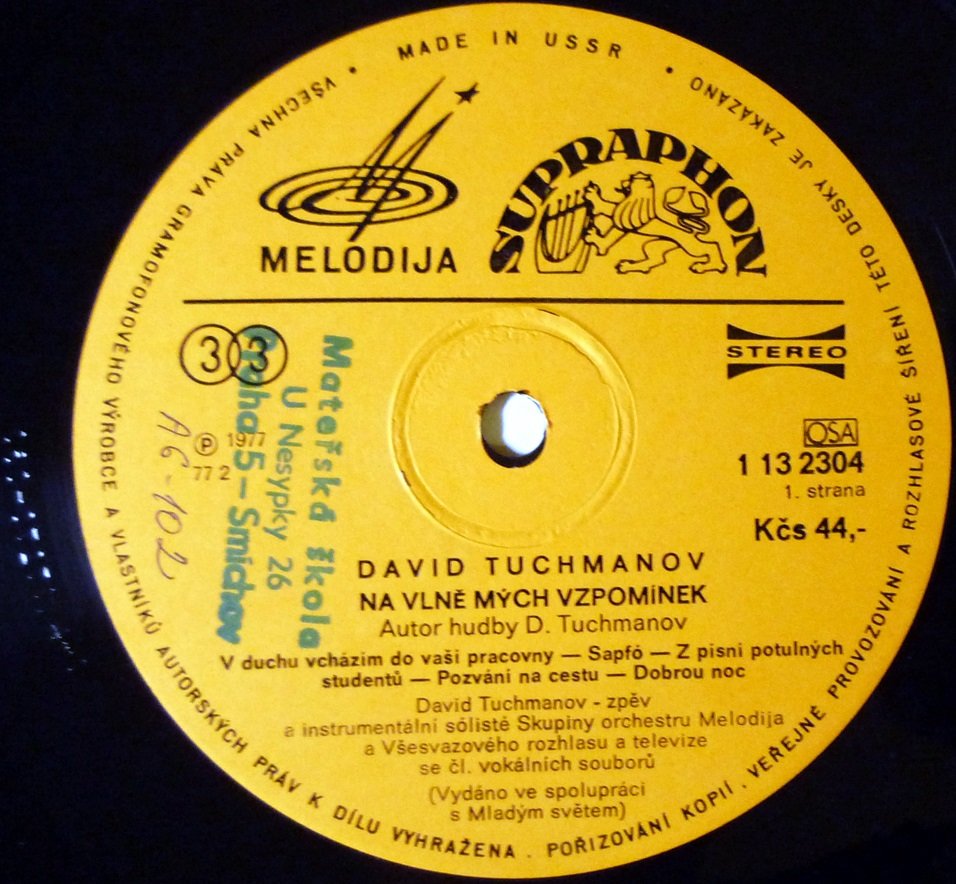 MADE IN USSR
VŠECHNA PRÁVA GRAMOFONOVÉHO VÝROBCE A VLASTNÍKŮ AUTORSKÝCH PRÁV K DÍLU VYHRAŽENA . POŘIZOVÁNÍ KOPIÍ . VEŘEJNÉ PROVOZOVÁNÍ A ROZHLASOVÉ ŠÍŘENÍ TÉTO DESKY JE ZAKÁZÁNO
MELODIJA
SUPRAPHON
33
STEREO
Ⓟ 1977
77 2
OSA
1 13 2304
1. strana
Kčs 44,-
Mateřská škola
U Nesypky 26
Praha 5 – Smíchov
A6-102
DAVID TUCHMANOV
NA VLNĚ MÝCH VZPOMÍNEK
Autor hudby D. Tuchmanov
V duchu vcházím do vaší pracovny — Sapfó — Z písní potulných
studentů — Pozvání na cestu — Dobrou noc
David Tuchmanov - zpěv
a instrumentální sólisté Skupiny orchestru Melodija
a Všesvazového rozhlasu a televize
se čl. vokálních souborů
(Vydáno ve spolupráci
s Mladým světem)